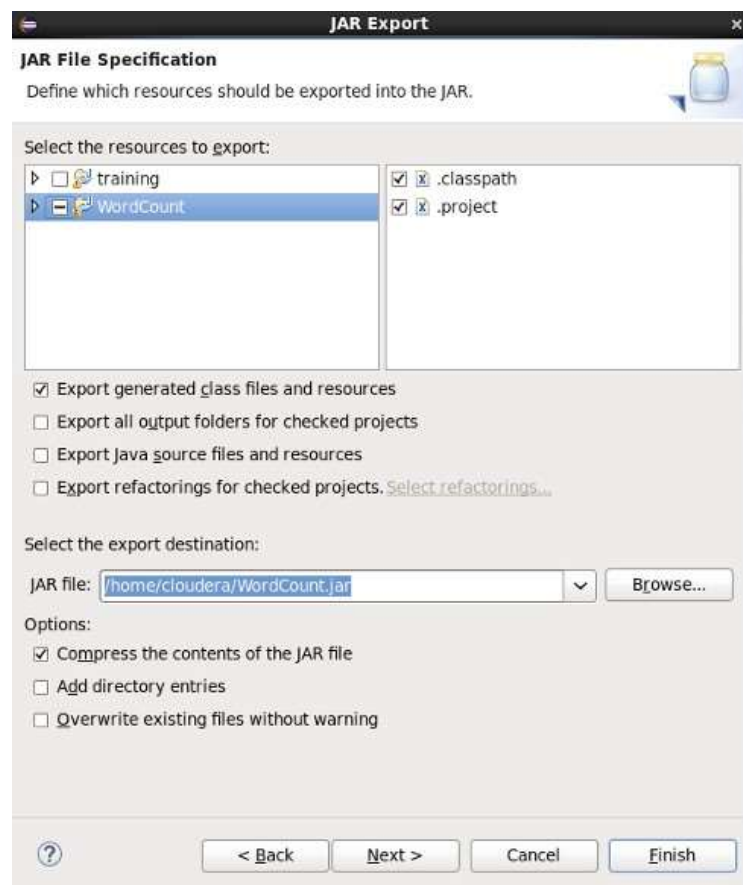 JAR Export
JAR File Specification
Define which resources should be exported into the JAR.
Select the resources to export:
training
WordCount
.classpath
.project
Export generated class files and resources
Export all output folders for checked projects
Export Java source files and resources
Export refactorings for checked projects. Select refactorings...
Select the export destination:
JAR file: /home/cloudera/WordCount.jar Browse...
Options:
Compress the contents of the JAR file
Add directory entries
Overwrite existing files without warning
< Back Next > Cancel Finish